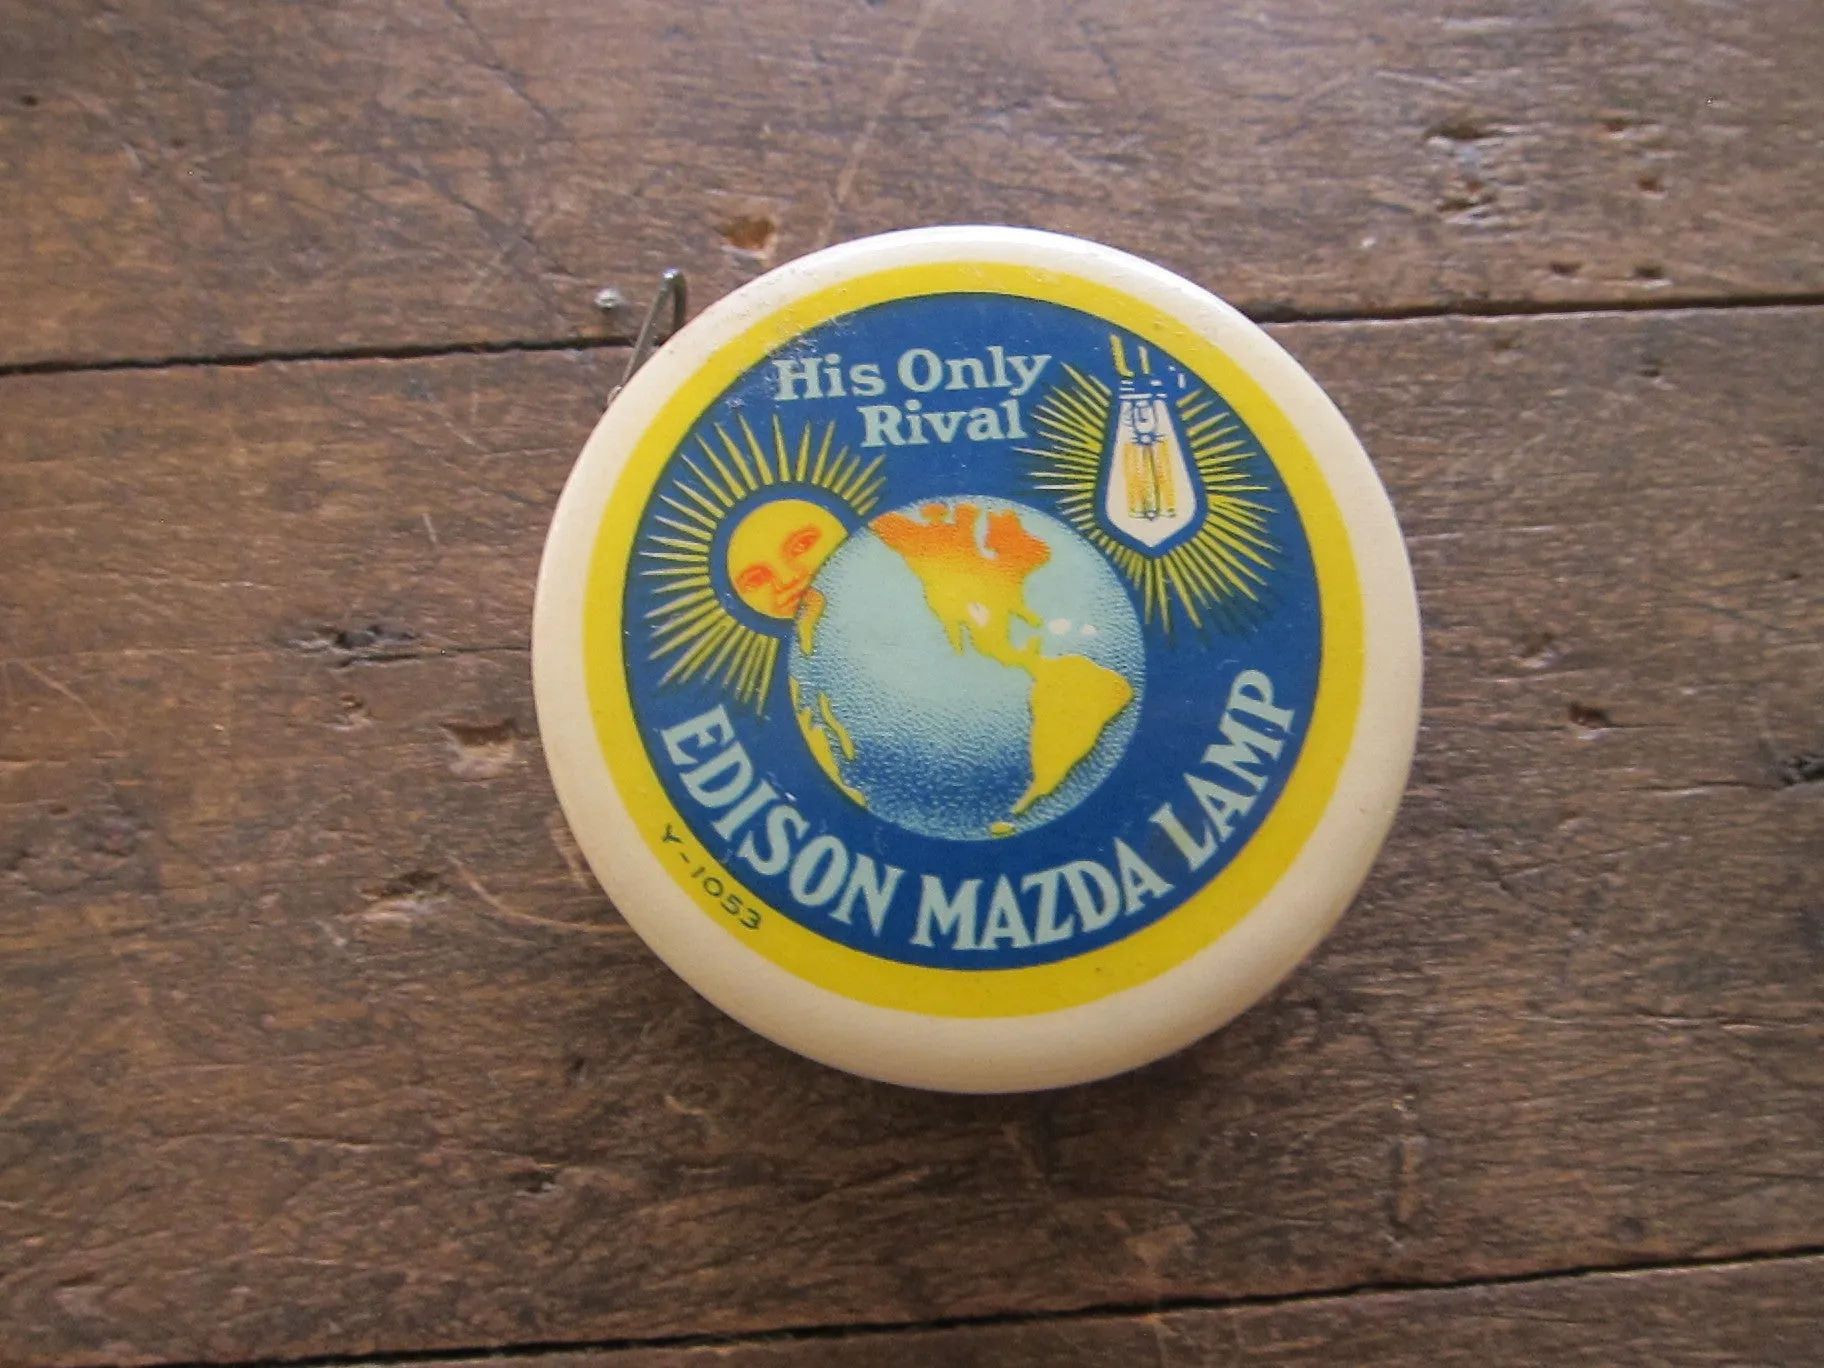 His Only
Rival
EDISON MAZDA LAMP
Y-1053